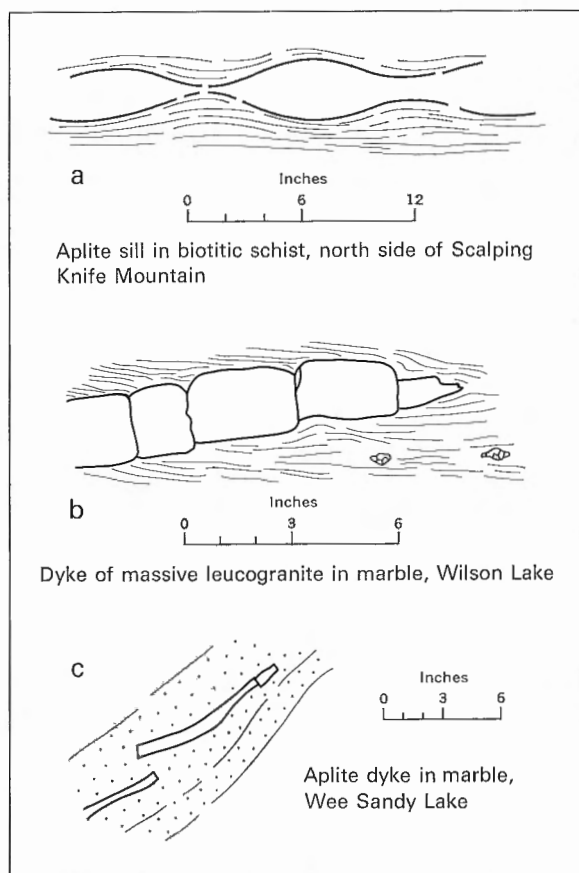 a
Inches
0 6 12
Aplite sill in biotitic schist, north side of Scalping
Knife Mountain
b
Inches
0 3 6
Dyke of massive leucogranite in marble, Wilson Lake
c
Inches
0 3 6
Aplite dyke in marble,
Wee Sandy Lake